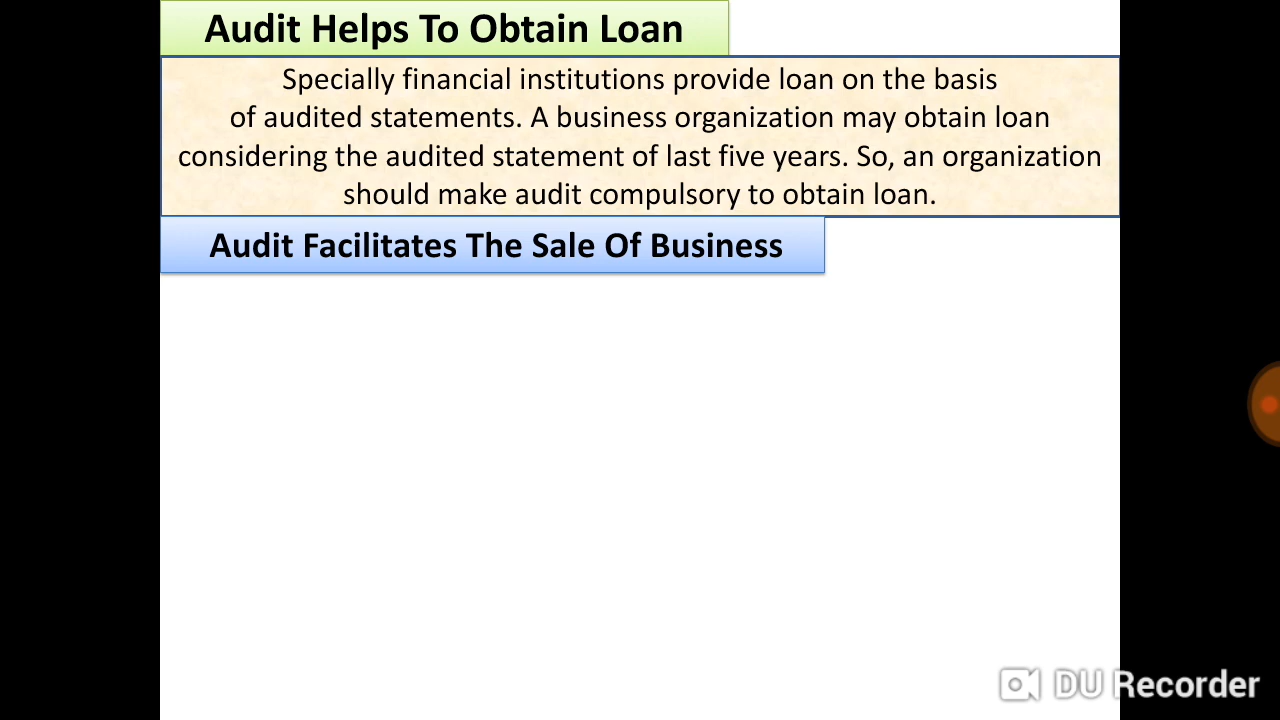 Audit Helps To Obtain Loan
Specially financial institutions provide loan on the basis
of audited statements. A business organization may obtain loan
considering the audited statement of last five years. So, an organization
should make audit compulsory to obtain loan.
Audit Facilitates The Sale Of Business
DU Recorder